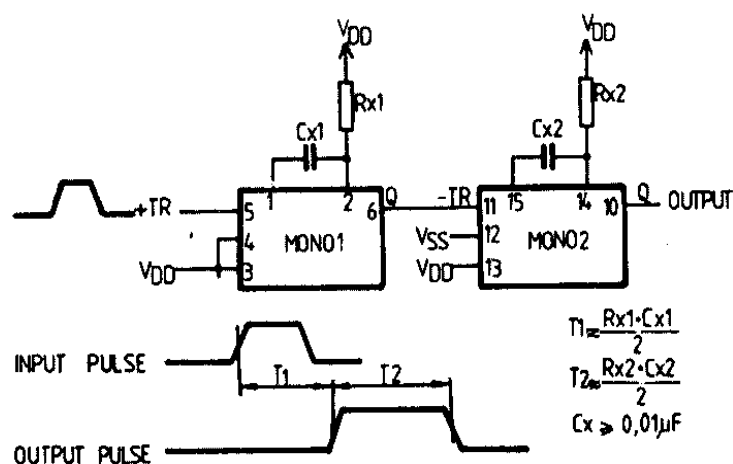 VDD
VDD
Rx1
Rx2
Cx1
Cx2
+TR
1
2
Q
-TR
15
14
Q
OUTPUT
5
6
11
10
4
MONO1
VSS
12
MONO2
VDD
3
VDD
13
INPUT PULSE
T1
T2
OUTPUT PULSE
T1≈Rx1·Cx1/2
T2≈Rx2·Cx2/2
Cx ⩾ 0,01µF